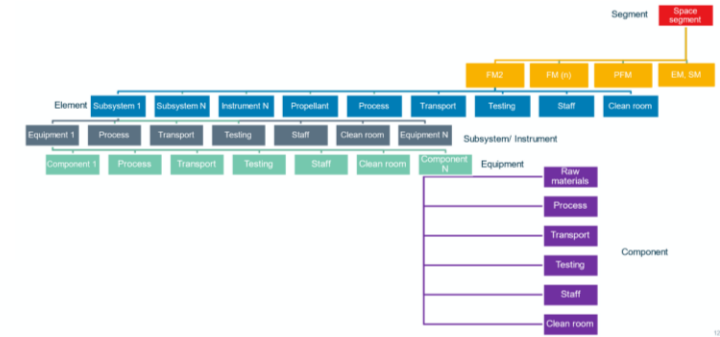 Segment
Space
segment
FM2
FM (n)
PFM
EM, SM
Element
Subsystem 1
Subsystem N
Instrument N
Propellant
Process
Transport
Testing
Staff
Clean room
Equipment 1
Process
Transport
Testing
Staff
Clean room
Equipment N
Subsystem/ Instrument
Component 1
Process
Transport
Testing
Staff
Clean room
Component
N
Equipment
Raw
materials
Process
Transport
Testing
Staff
Clean room
Component
12